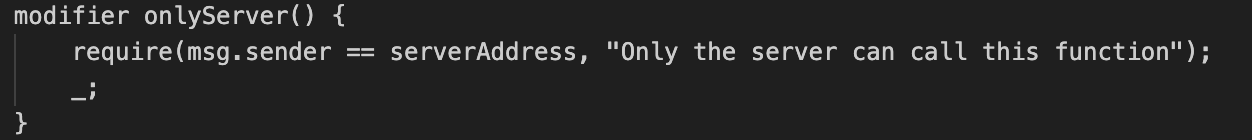 modifier onlyServer() {
    require(msg.sender == serverAddress, "Only the server can call this function");
    _;
}